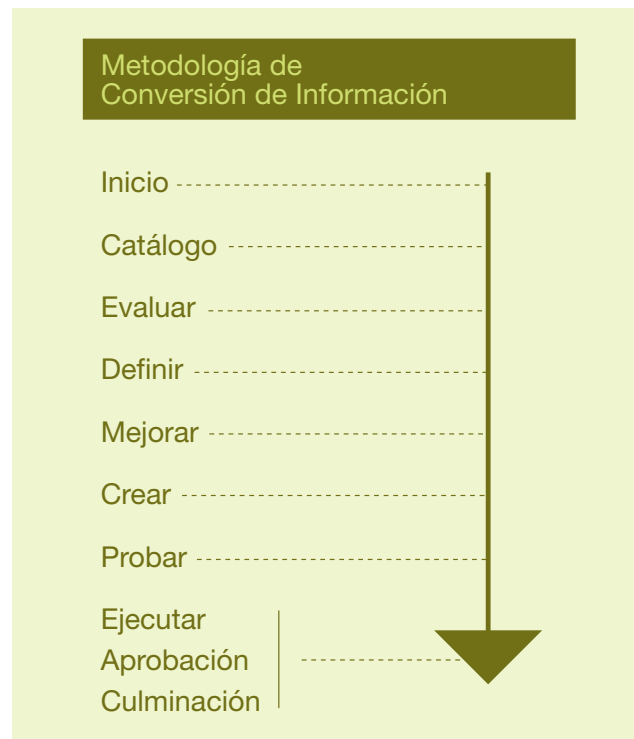 Metodología de
Conversión de Información
Inicio
Catálogo
Evaluar
Definir
Mejorar
Crear
Probar
Ejecutar
Aprobación
Culminación